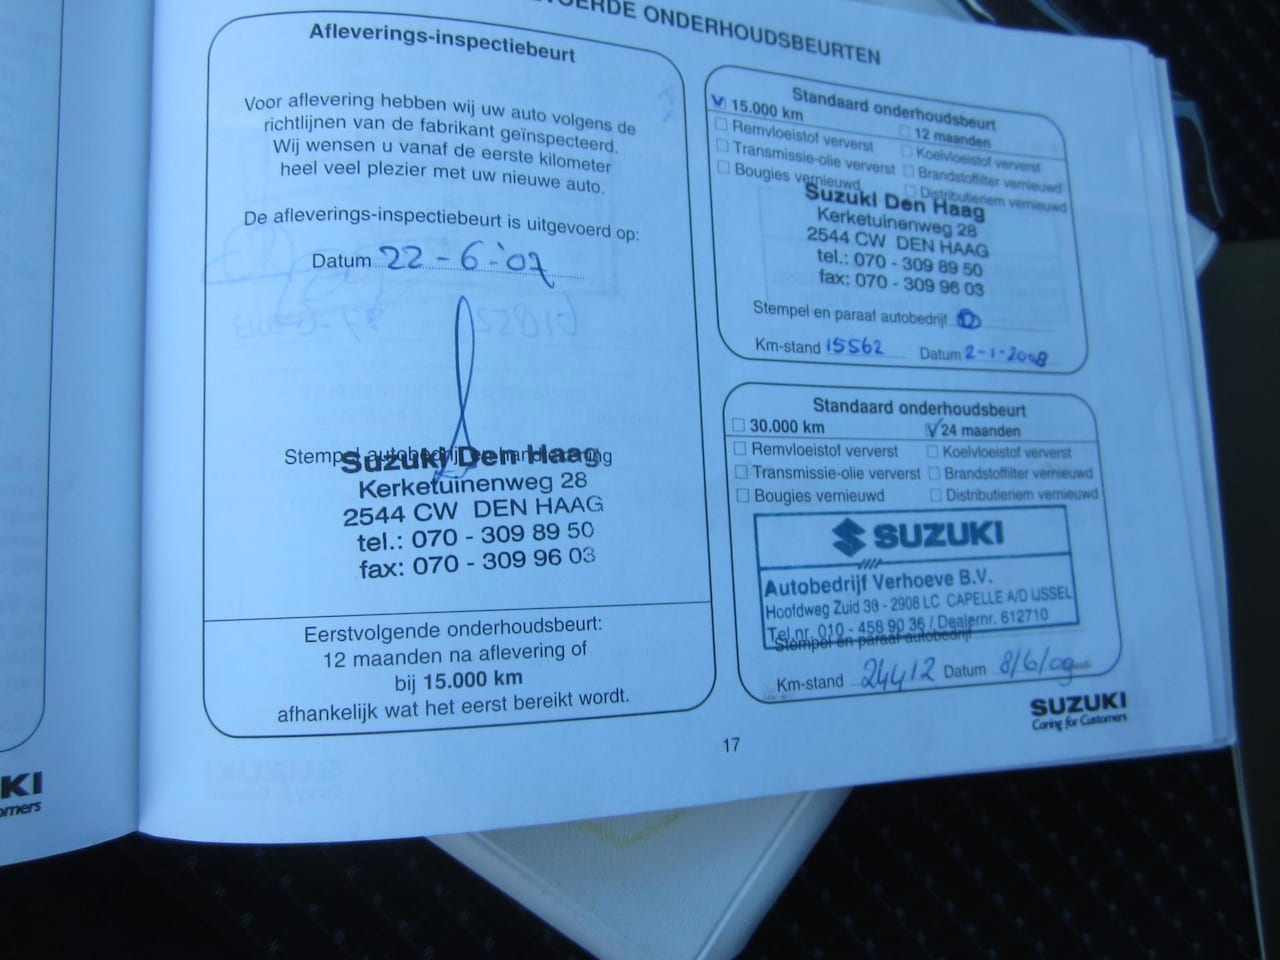 ONDERHOUDSBEURTEN
Afleverings-inspectiebeurt
Voor aflevering hebben wij uw auto volgens de
richtlijnen van de fabrikant geïnspecteerd.
Wij wensen u vanaf de eerste kilometer
heel veel plezier met uw nieuwe auto.
De afleverings-inspectiebeurt is uitgevoerd op:
Datum 22-6-'07
Stempel autobedrijf en handtekening
Suzuki Den Haag
Kerketuinenweg 28
2544 CW DEN HAAG
tel.: 070 - 309 89 50
fax: 070 - 309 96 03
Eerstvolgende onderhoudsbeurt:
12 maanden na aflevering of
bij 15.000 km
afhankelijk wat het eerst bereikt wordt.
Standaard onderhoudsbeurt
15.000 km 12 maanden
Remvloeistof ververst Koelvloeistof ververst
Transmissie-olie ververst Brandstoffilter vernieuwd
Bougies vernieuwd Distributieriem vernieuwd
Suzuki Den Haag
Kerketuinenweg 28
2544 CW DEN HAAG
tel.: 070 - 309 89 50
fax: 070 - 309 96 03
Stempel en paraaf autobedrijf
Km-stand 15562 Datum 2-1-2008
Standaard onderhoudsbeurt
30.000 km 24 maanden
Remvloeistof ververst Koelvloeistof ververst
Transmissie-olie ververst Brandstoffilter vernieuwd
Bougies vernieuwd Distributieriem vernieuwd
SUZUKI
Autobedrijf Verhoeve B.V.
Hoofdweg Zuid 39 - 2908 LC CAPELLE A/D IJSSEL
Tel.nr. 010 - 458 90 36 / Dealernr. 612710
Stempel en paraaf autobedrijf
Km-stand 24412 Datum 8/6/09
SUZUKI
Caring for Customers
17
KI
omers